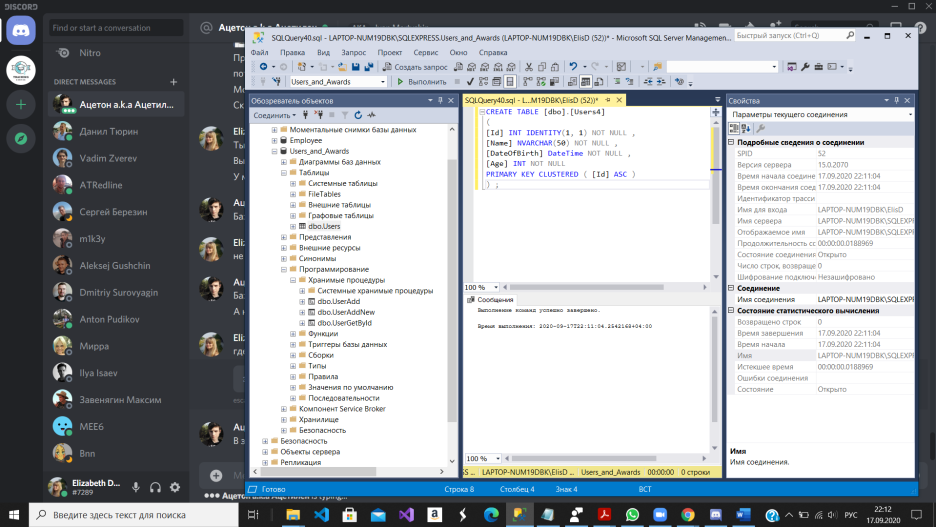 DISCORD
Find or start a conversation
Nitro
DIRECT MESSAGES
Ацетон a.k.a Ацетил...
Данил Тюрин
Vadim Zverev
ATRedline
Сергей Березин
m1k3y
Aleksej Gushchin
Dmitriy Surovyagin
Anton Pudikov
Мирра
Ilya Isaev
Завенягин Максим
MEE6
Bnn
Elizabeth D...
#7289
SQLQuery40.sql - LAPTOP-NUM19DBK\SQLEXPRESS.Users_and_Awards (LAPTOP-NUM19DBK\ElisD (52))* - Microsoft SQL Server Managemen...
Быстрый запуск (Ctrl+Q)
Файл Правка Вид Запрос Проект Сервис Окно Справка
Создать запрос
Users_and_Awards
Выполнить
Обозреватель объектов
Соединить
Моментальные снимки базы данных
Employee
Users_and_Awards
Диаграммы баз данных
Таблицы
Системные таблицы
FileTables
Внешние таблицы
Графовые таблицы
dbo.Users
Представления
Внешние ресурсы
Синонимы
Программирование
Хранимые процедуры
Системные хранимые процедуры
dbo.UserAdd
dbo.UserAddNew
dbo.UserGetById
Функции
Триггеры базы данных
Сборки
Типы
Правила
Значения по умолчанию
Последовательности
Компонент Service Broker
Хранилище
Безопасность
Безопасность
Объекты сервера
Репликация
SQLQuery40.sql - L...M19DBK\ElisD (52))*
CREATE TABLE [dbo].[Users4]
(
[Id] INT IDENTITY(1, 1) NOT NULL ,
[Name] NVARCHAR(50) NOT NULL ,
[DateOfBirth] DateTime NOT NULL ,
[Age] INT NOT NULL
PRIMARY KEY CLUSTERED ( [Id] ASC )
) ;
100 %
Сообщения
Выполнение команд успешно завершено.
Время выполнения: 2020-09-17T22:11:04.2542168+04:00
100 %
SS ... LAPTOP-NUM19DBK\ElisD ... Users_and_Awards 00:00:00 0 строки
Свойства
Параметры текущего соединения
Подробные сведения о соединении
SPID 52
Версия сервера 15.0.2070
Время начала соедине 17.09.2020 22:11:04
Время окончания соед 17.09.2020 22:11:04
Идентификатор трасси
Имя для входа LAPTOP-NUM19DBK\ElisD
Имя сервера LAPTOP-NUM19DBK\SQLEXPR
Отображаемое имя LAPTOP-NUM19DBK\SQLEXPR
Продолжительность сс 00:00:00.0188969
Состояние соединения Открыто
Число строк, возвраще 0
Шифрование подключен Незашифровано
Соединение
Имя соединения LAPTOP-NUM19DBK\SQLEXPR
Состояние статистического вычисления
Возвращено строк 0
Время завершения 17.09.2020 22:11:04
Время начала 17.09.2020 22:11:04
Имя LAPTOP-NUM19DBK\SQLEXPR
Истекшее время 00:00:00.0188969
Ошибки соединения
Состояние Открыто
Имя
Имя соединения.
Готово Строка 8 Столбец 4 Знак 4 ВСТ
Введите здесь текст для поиска
РУС
22:12
17.09.2020